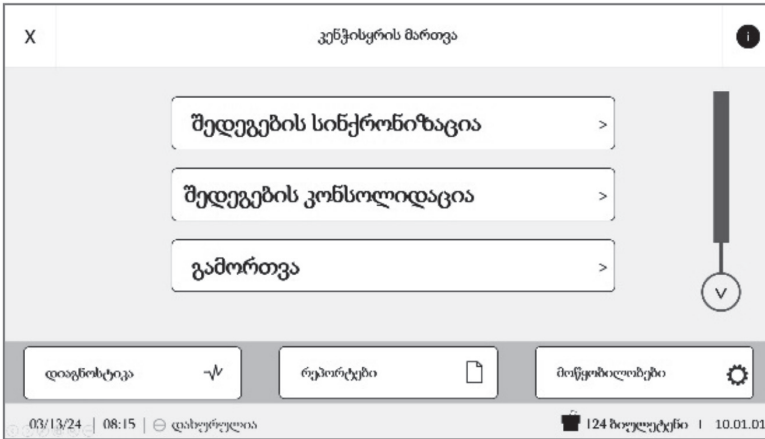 X კენჭისყრის მართვა i
შედეგების სინქრონიზაცია >
შედეგების კონსოლიდაცია >
გამორთვა >
დიაგნოსტიკა რეპორტები მოწყობილობები
03/13/24 | 08:15 | დახურულია 124 ბიულეტენი | 10.01.01